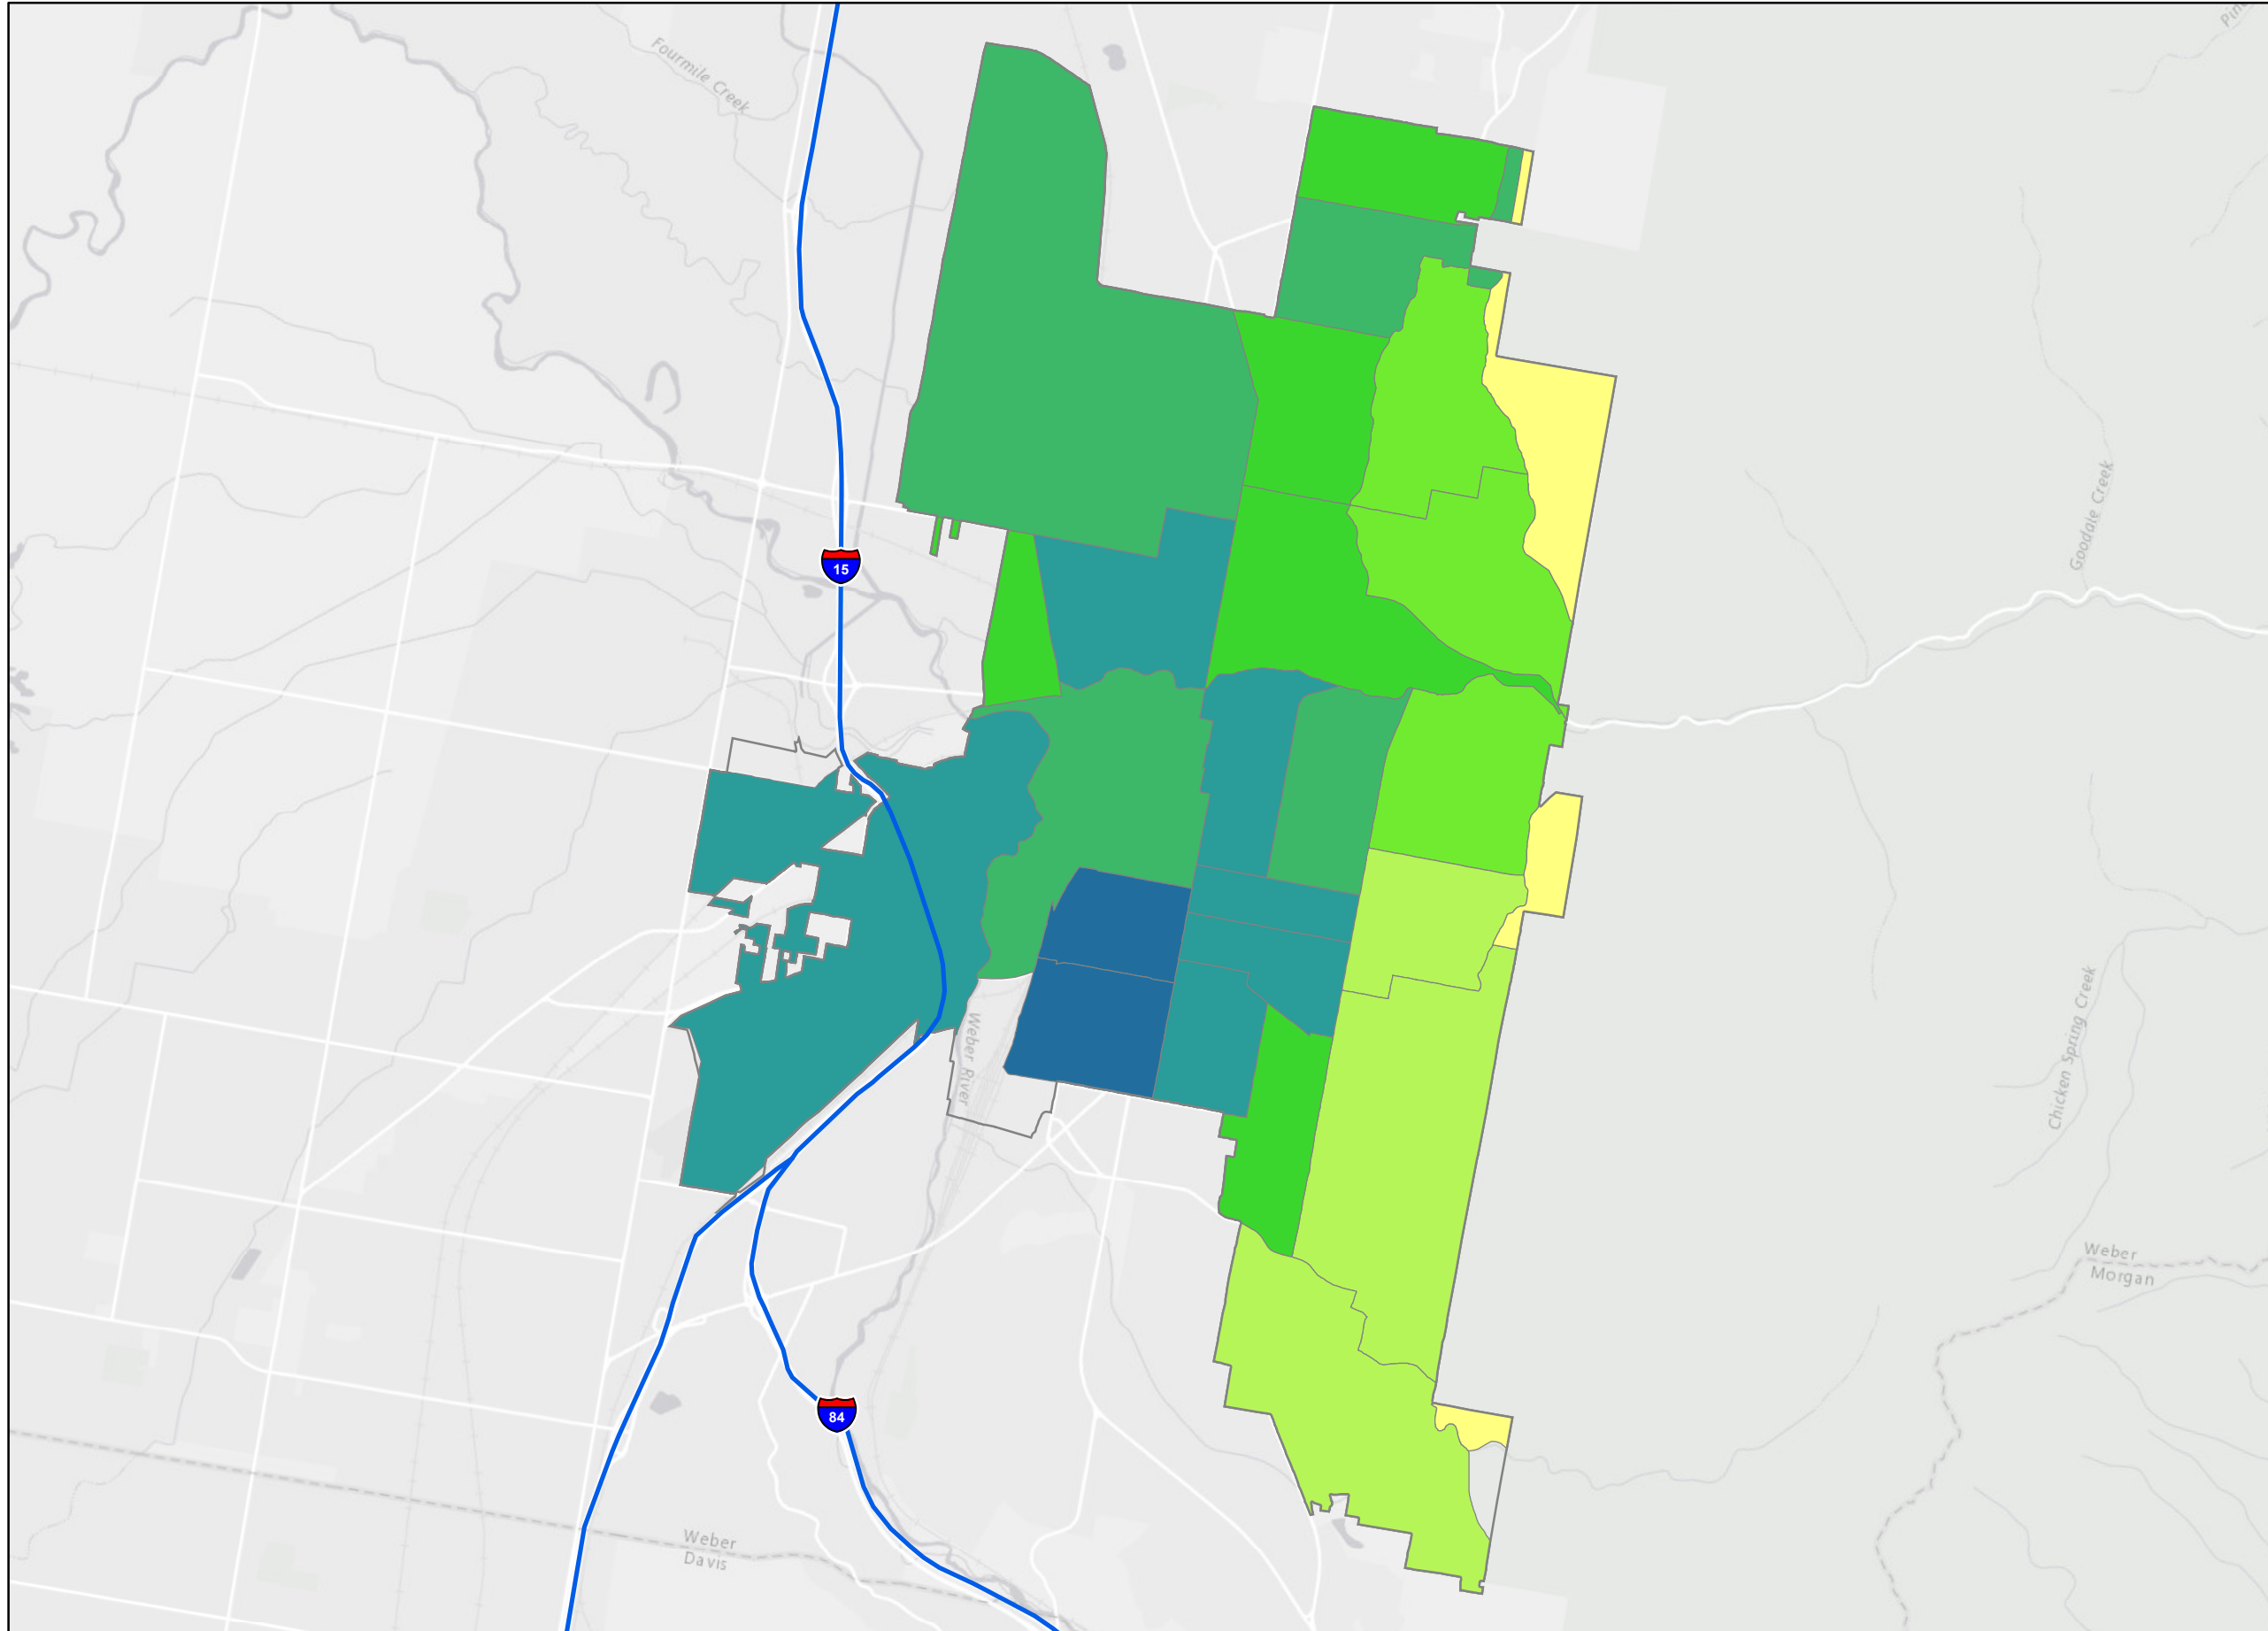 Fourmile Creek
15
Goodale Creek
Weber River
Chicken Spring Creek
Weber
Morgan
84
Weber
Davis